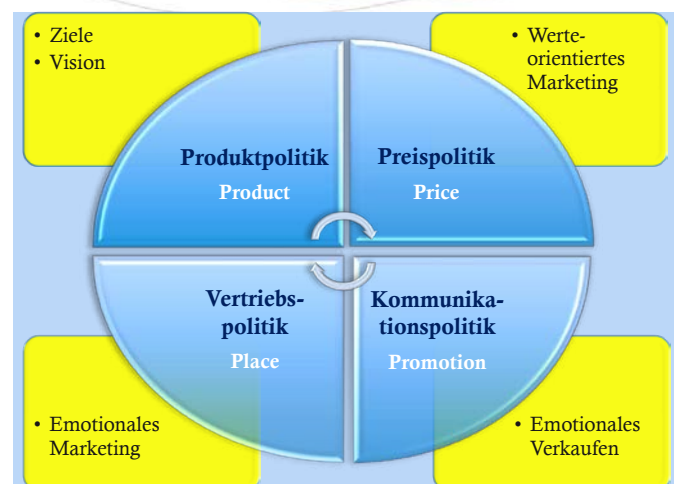 • Ziele
• Vision
• Werte-
orientiertes
Marketing
Produktpolitik
Product
Preispolitik
Price
Vertriebs-
politik
Place
Kommunika-
tionspolitik
Promotion
• Emotionales
Marketing
• Emotionales
Verkaufen